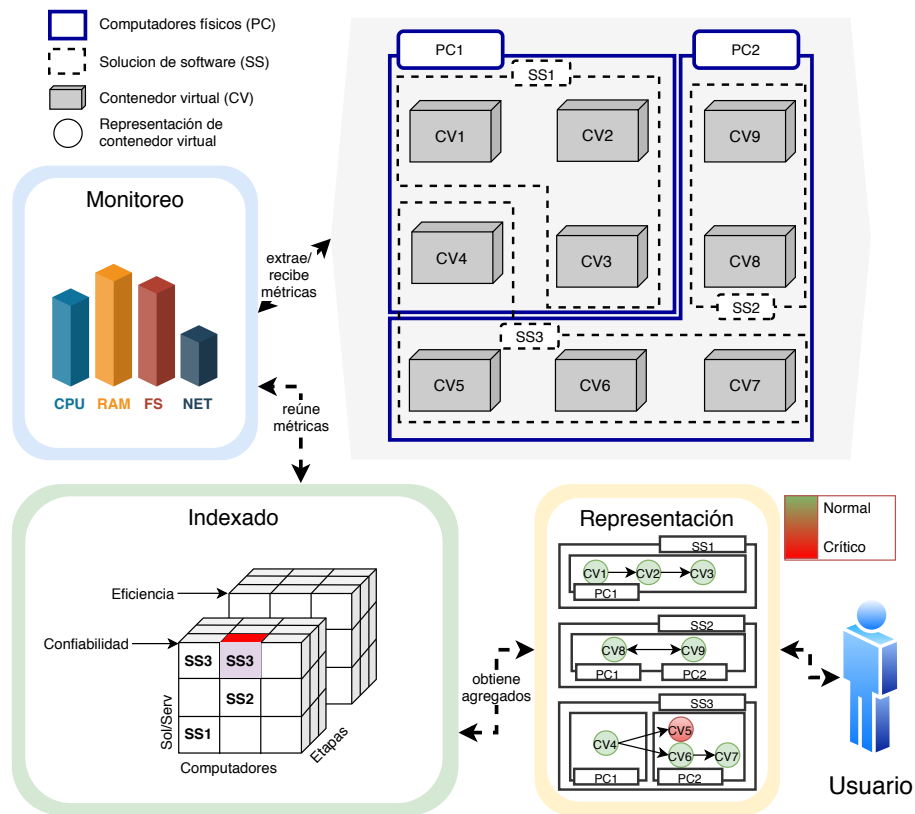 Computadores físicos (PC)
Solucion de software (SS)
Contenedor virtual (CV)
Representación de
contenedor virtual
PC1
PC2
SS1
CV1
CV2
CV9
CV4
CV3
CV8
SS2
SS3
CV5
CV6
CV7
Monitoreo
CPU
RAM
FS
NET
extrae/
recibe
métricas
reúne
métricas
Indexado
Eficiencia
Confiabilidad
SS3
SS3
SS2
SS1
Sol/Serv
Computadores
Etapas
obtiene
agregados
Representación
SS1
CV1
CV2
CV3
PC1
SS2
CV8
CV9
PC1
PC2
SS3
CV4
CV5
CV6
CV7
PC1
PC2
Normal
Crítico
Usuario